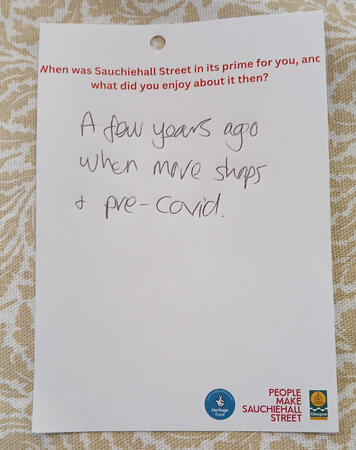 When was Sauchiehall Street in its prime for you, and
what did you enjoy about it then?
A few years ago
when more shops
& pre-covid.
Heritage
Fund
PEOPLE
MAKE
SAUCHIEHALL
STREET
Glasgow